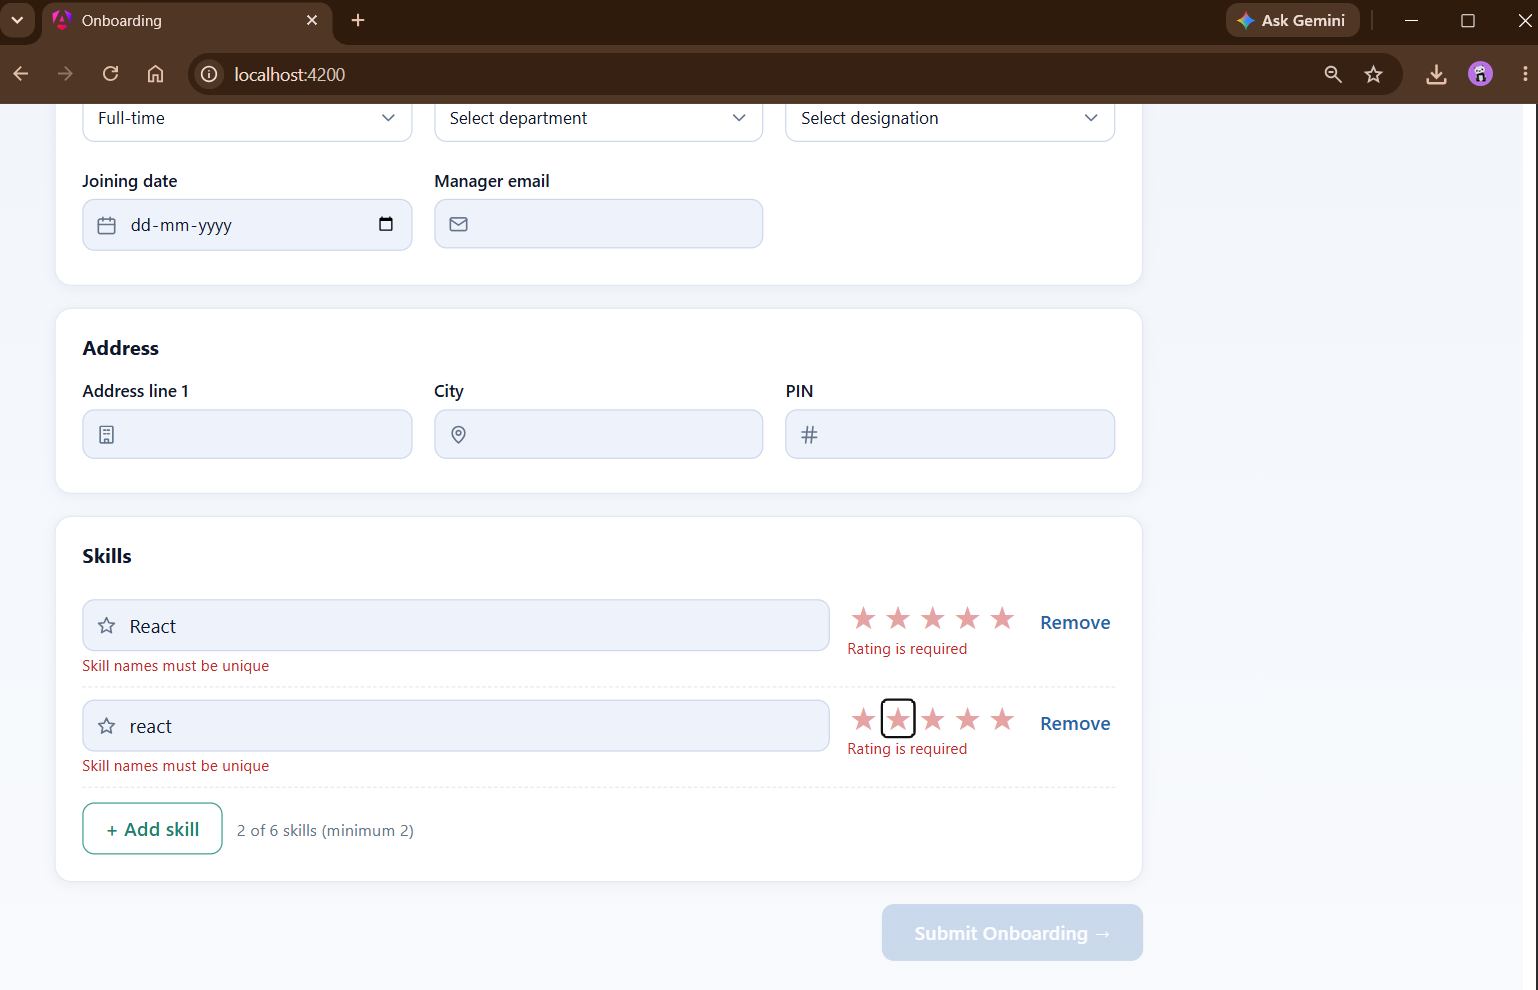 Onboarding
Ask Gemini
localhost:4200
Full-time
Select department
Select designation
Joining date
Manager email
dd-mm-yyyy
Address
Address line 1
City
PIN
Skills
React
Remove
Rating is required
Skill names must be unique
react
Remove
Rating is required
Skill names must be unique
+ Add skill
2 of 6 skills (minimum 2)
Submit Onboarding →